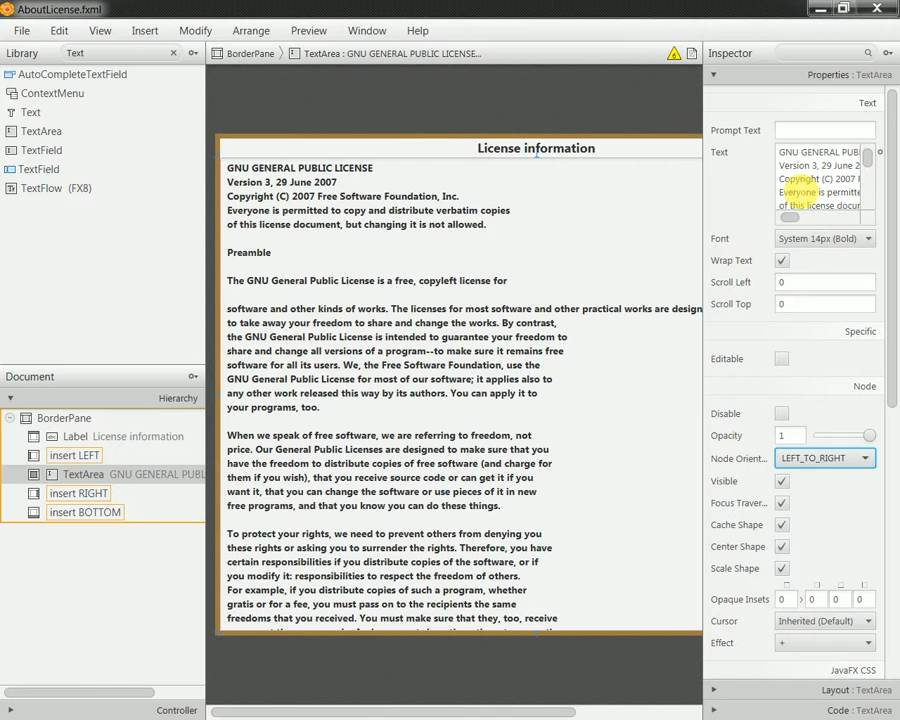 AboutLicense.fxml
File Edit View Insert Modify Arrange Preview Window Help
Library Text
AutoCompleteTextField
ContextMenu
Text
TextArea
TextField
TextField
TextFlow (FX8)
Document
Hierarchy
BorderPane
Label License information
insert LEFT
TextArea GNU GENERAL PUBL
insert RIGHT
insert BOTTOM
Controller
BorderPane TextArea : GNU GENERAL PUBLIC LICENSE...
License information
GNU GENERAL PUBLIC LICENSE
Version 3, 29 June 2007
Copyright (C) 2007 Free Software Foundation, Inc.
Everyone is permitted to copy and distribute verbatim copies
of this license document, but changing it is not allowed.
Preamble
The GNU General Public License is a free, copyleft license for
software and other kinds of works. The licenses for most software and other practical works are design
to take away your freedom to share and change the works. By contrast,
the GNU General Public License is intended to guarantee your freedom to
share and change all versions of a program--to make sure it remains free
software for all its users. We, the Free Software Foundation, use the
GNU General Public License for most of our software; it applies also to
any other work released this way by its authors. You can apply it to
your programs, too.
When we speak of free software, we are referring to freedom, not
price. Our General Public Licenses are designed to make sure that you
have the freedom to distribute copies of free software (and charge for
them if you wish), that you receive source code or can get it if you
want it, that you can change the software or use pieces of it in new
free programs, and that you know you can do these things.
To protect your rights, we need to prevent others from denying you
these rights or asking you to surrender the rights. Therefore, you have
certain responsibilities if you distribute copies of the software, or if
you modify it: responsibilities to respect the freedom of others.
For example, if you distribute copies of such a program, whether
gratis or for a fee, you must pass on to the recipients the same
freedoms that you received. You must make sure that they, too, receive
Inspector
Properties : TextArea
Text
Prompt Text
Text GNU GENERAL PUB
Version 3, 29 June 2
Copyright (C) 2007 F
Everyone is permitte
of this license docur
Font System 14px (Bold)
Wrap Text
Scroll Left 0
Scroll Top 0
Specific
Editable
Node
Disable
Opacity 1
Node Orient... LEFT_TO_RIGHT
Visible
Focus Traver...
Cache Shape
Center Shape
Scale Shape
Opaque Insets 0 0 0 0
Cursor Inherited (Default)
Effect +
JavaFX CSS
Layout : TextArea
Code : TextArea